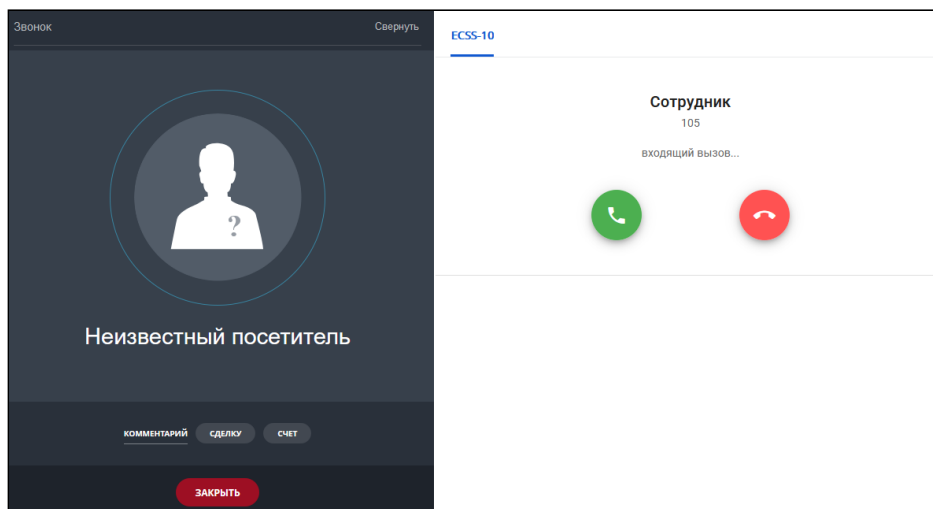 Звонок
Свернуть
?
Неизвестный посетитель
КОММЕНТАРИЙ
СДЕЛКУ
СЧЕТ
ЗАКРЫТЬ
ECSS-10
Сотрудник
105
входящий вызов...